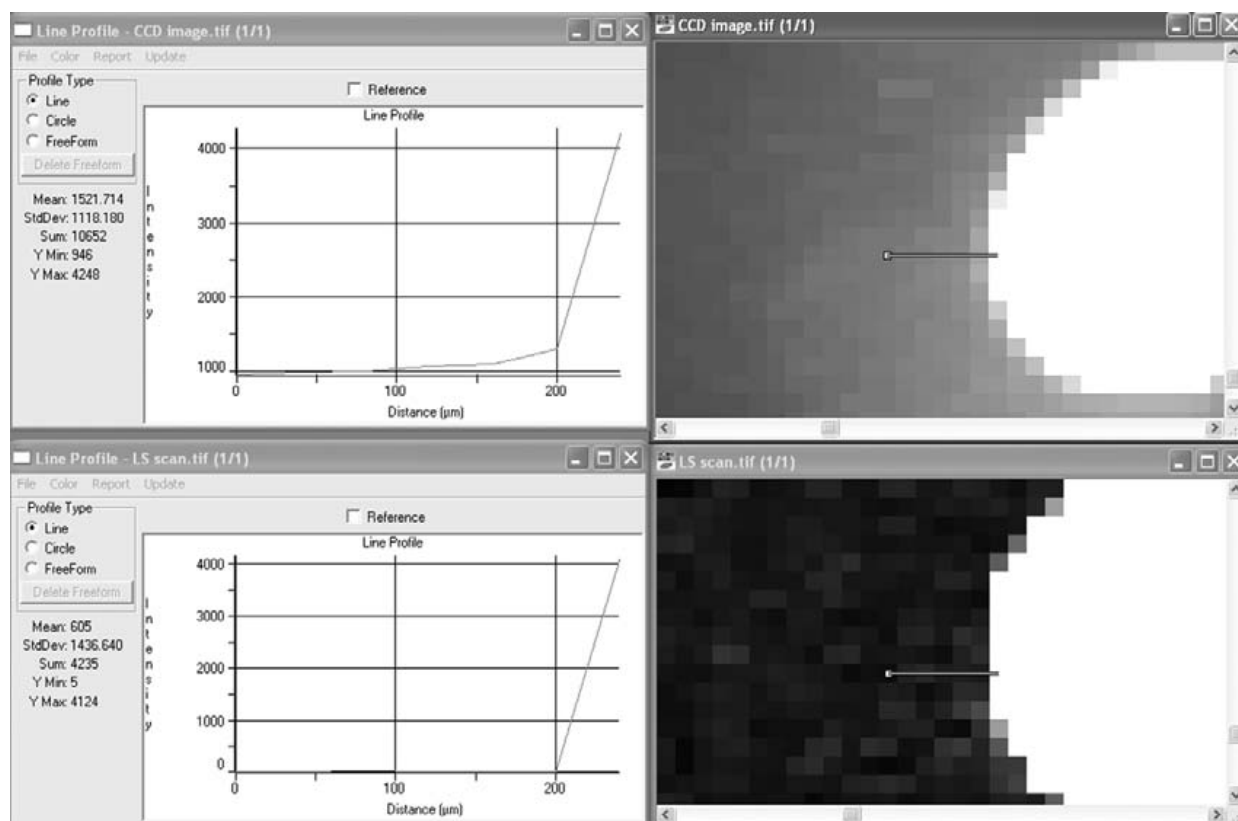 Line Profile - CCD image.tif (1/1)
File Color Report Update
Profile Type
Line
Circle
FreeForm
Delete Freeform
Mean: 1521.714
StdDev: 1118.180
Sum: 10652
Y Min: 946
Y Max: 4248
Reference
Line Profile
Intensity
4000
3000
2000
1000
0 100 200
Distance (µm)
CCD image.tif (1/1)
Line Profile - LS scan.tif (1/1)
File Color Report Update
Profile Type
Line
Circle
FreeForm
Delete Freeform
Mean: 605
StdDev: 1436.640
Sum: 4235
Y Min: 5
Y Max: 4124
Reference
Line Profile
Intensity
4000
3000
2000
1000
0
0 100 200
Distance (µm)
LS scan.tif (1/1)